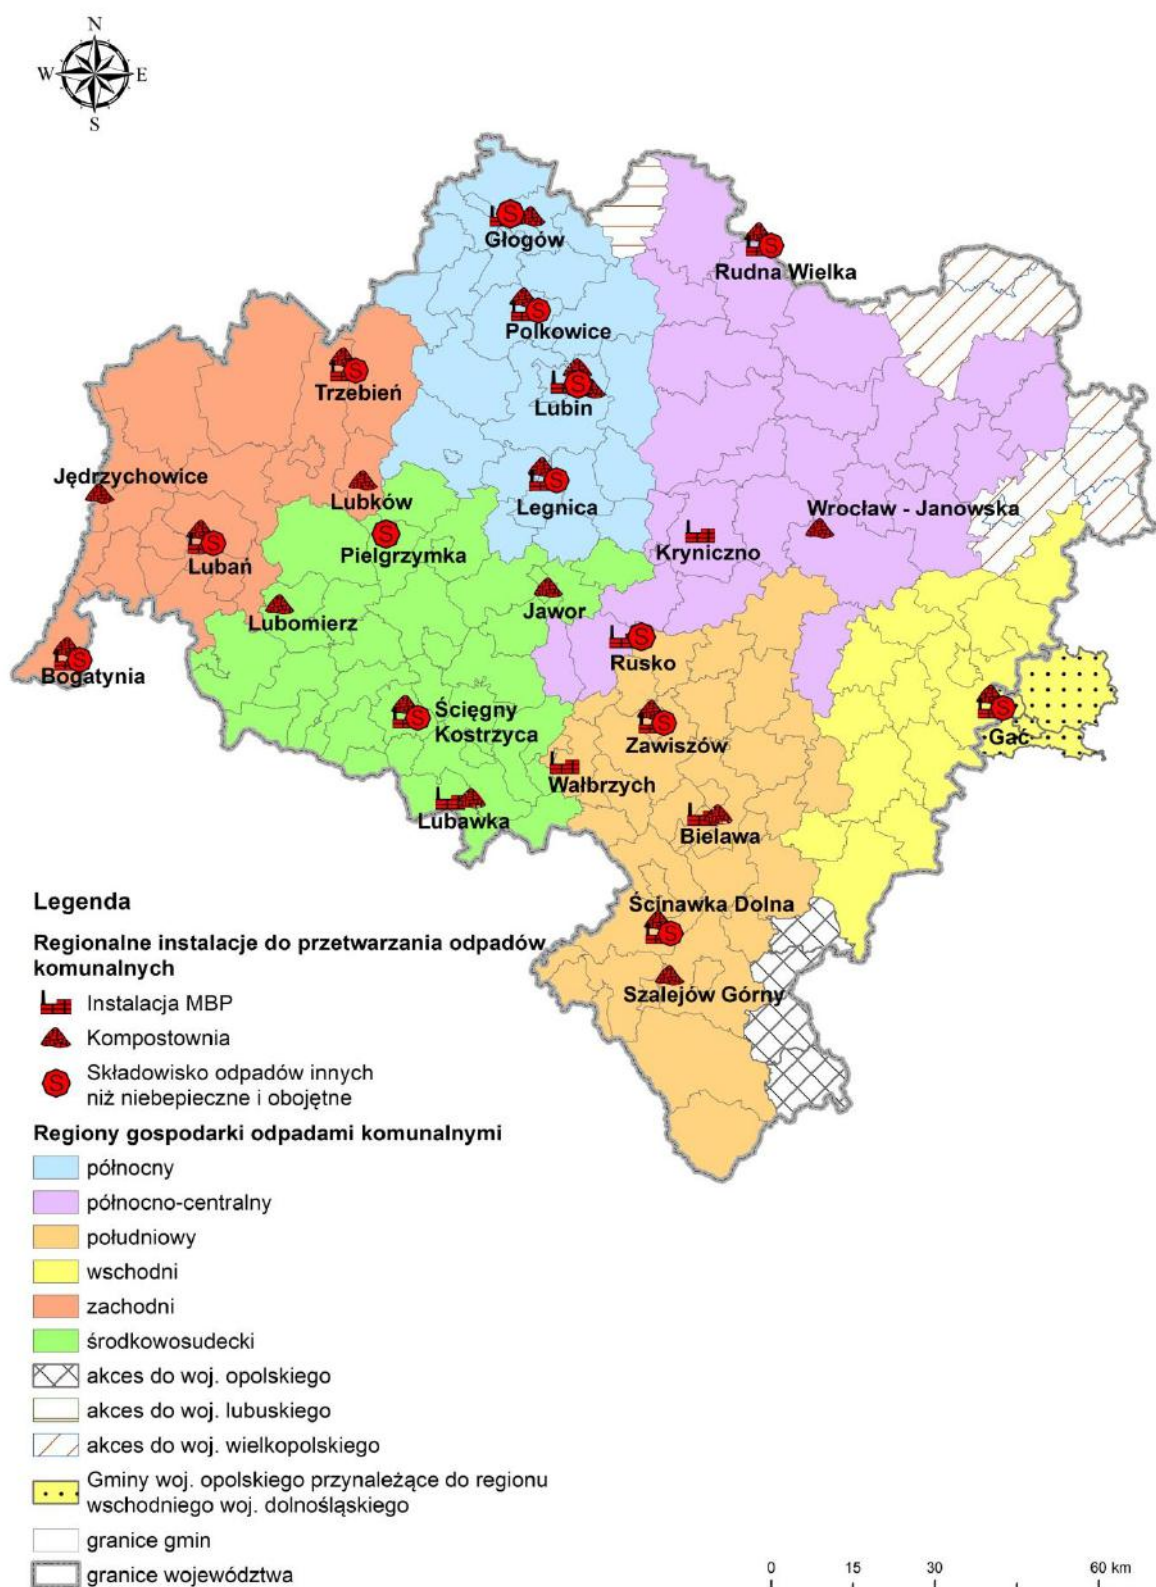 N
W E
S
Głogów
Rudna Wielka
Polkowice
Trzebień
Lubin
Jędrzychowice
Lubków
Legnica
Wrocław - Janowska
Pielgrzymka
Kryniczno
Lubań
Lubomierz
Jawor
Rusko
Bogatynia
Ścięgny
Kostrzyca
Zawiszów
Gać
Wałbrzych
Lubawka
Bielawa
Ścinawka Dolna
Szalejów Górny
Legenda
Regionalne instalacje do przetwarzania odpadów
komunalnych
Instalacja MBP
Kompostownia
S Składowisko odpadów innych
niż niebepieczne i obojętne
Regiony gospodarki odpadami komunalnymi
północny
północno-centralny
południowy
wschodni
zachodni
środkowosudecki
akces do woj. opolskiego
akces do woj. lubuskiego
akces do woj. wielkopolskiego
Gminy woj. opolskiego przynależące do regionu
wschodniego woj. dolnośląskiego
granice gmin
granice województwa
0 15 30 60 km